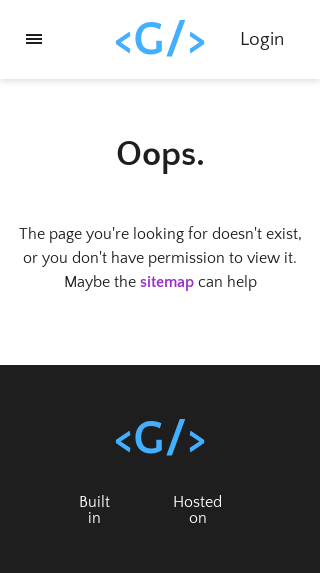 <G/>
Login
Oops.
The page you're looking for doesn't exist,
or you don't have permission to view it.
Maybe the sitemap can help
<G/>
Built
in
Hosted
on